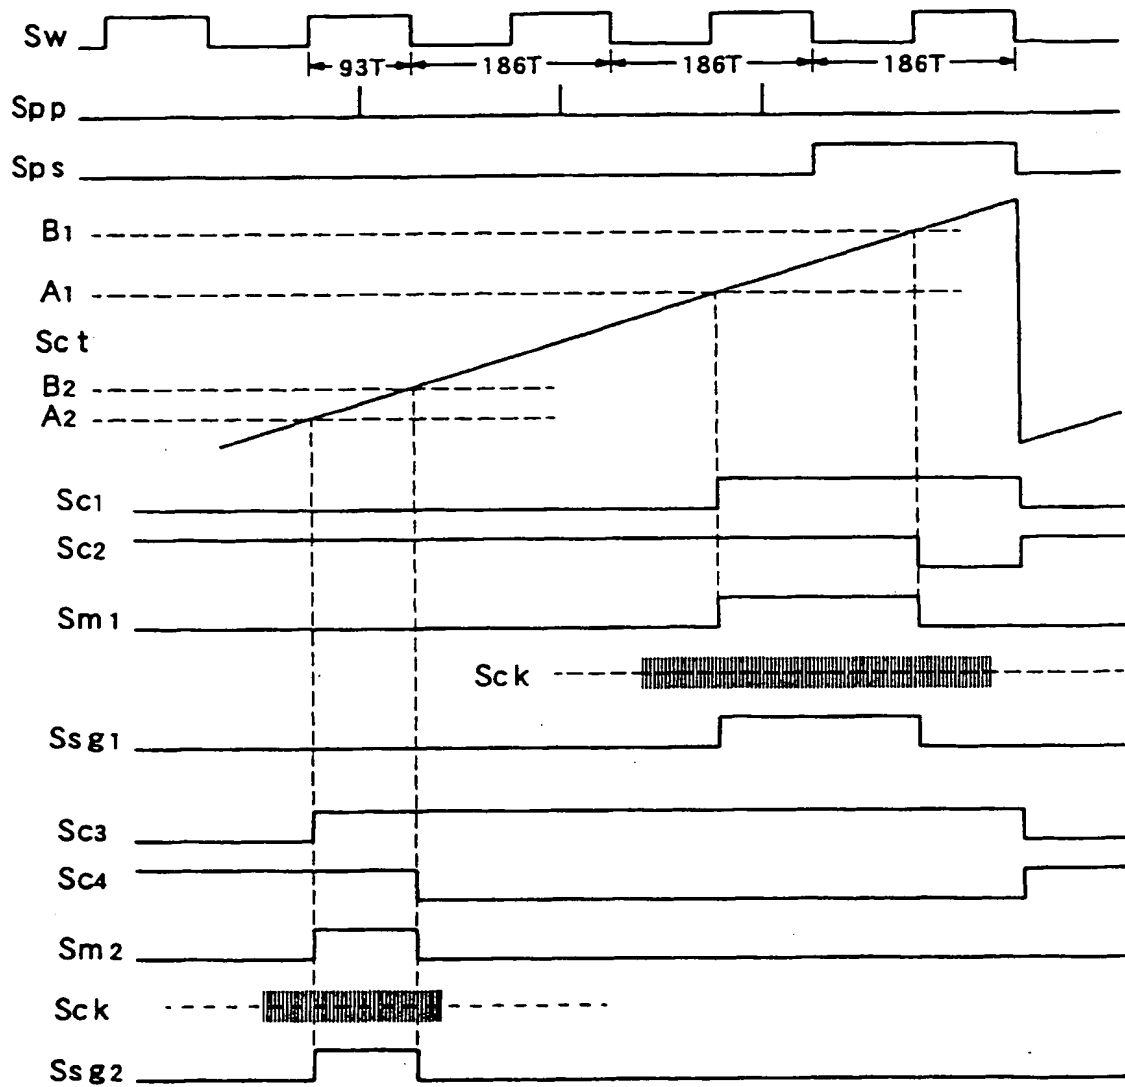 Sw
93T 186T 186T 186T
Spp
Sps
B1
A1
Sct
B2
A2
Sc1
Sc2
Sm1
Sck
Ssg1
Sc3
Sc4
Sm2
Sck
Ssg2